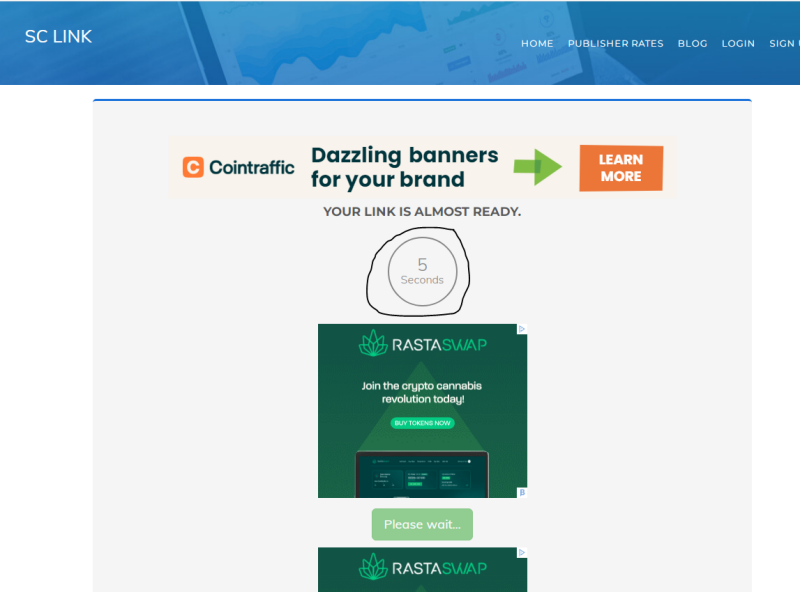 SC LINK
HOME PUBLISHER RATES BLOG LOGIN SIGN
Cointraffic
Dazzling banners
for your brand
LEARN
MORE
YOUR LINK IS ALMOST READY.
5
Seconds
RASTASWAP
Join the crypto cannabis
revolution today!
BUY TOKENS NOW
Please wait...
RASTASWAP